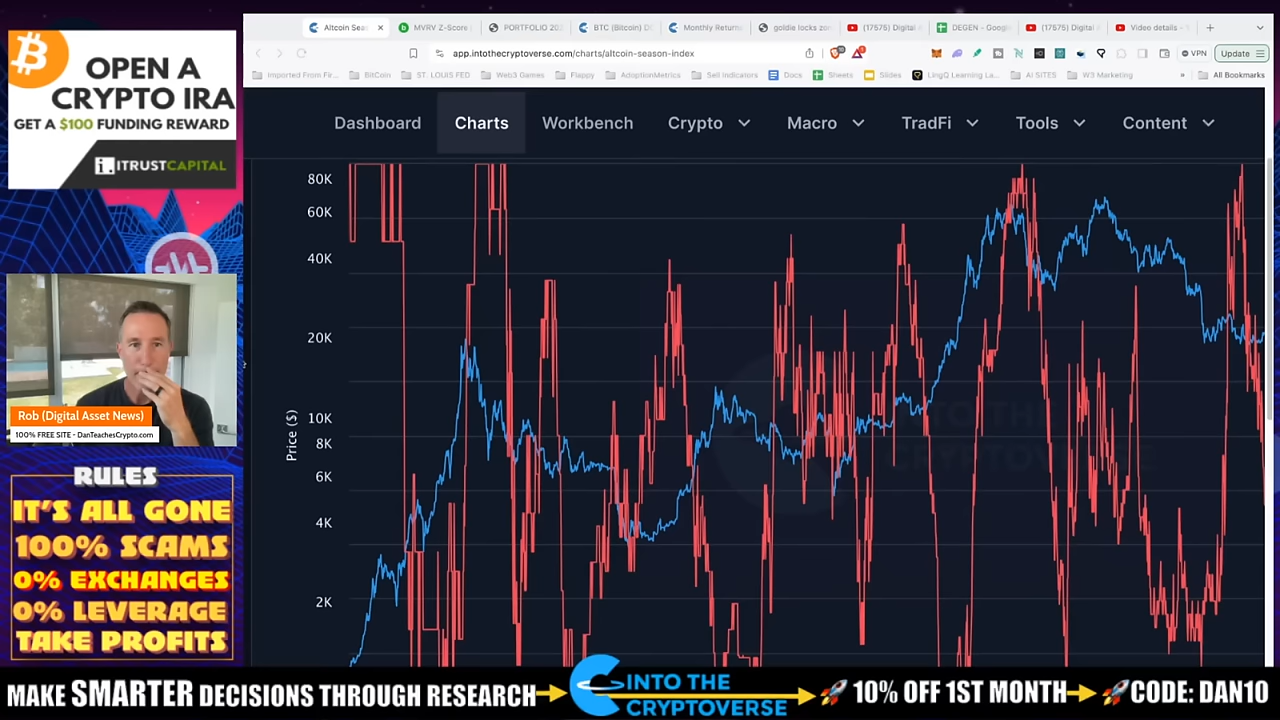 OPEN A
CRYPTO IRA
GET A $100 FUNDING REWARD
ITRUSTCAPITAL
Rob (Digital Asset News)
100% FREE SITE - DanTeachesCrypto.com
RULES
IT'S ALL GONE
100% SCAMS
0% EXCHANGES
0% LEVERAGE
TAKE PROFITS
Altcoin Sea
MVRV Z-Score
PORTFOLIO 202
BTC (Bitcoin) D
Monthly Return
goldie locks zo
(17575) Digital
DEGEN - Googl
(17575) Digital
Video details -
app.intothecryptoverse.com/charts/altcoin-season-index
VPN
Update
Imported From Fir...
BitCoin
ST. LOUIS FED
Web3 Games
Flappy
AdoptionMetrics
Sell Indicators
Docs
Sheets
Slides
LingQ Learning La...
AI SITES
W3 Marketing
All Bookmarks
Dashboard
Charts
Workbench
Crypto
Macro
TradFi
Tools
Content
80K
60K
40K
20K
10K
8K
6K
4K
2K
Price ($)
INTO THE
CRYPTOVERSE
MAKE SMARTER DECISIONS THROUGH RESEARCH
INTO THE
CRYPTOVERSE
10% OFF 1ST MONTH
CODE: DAN10